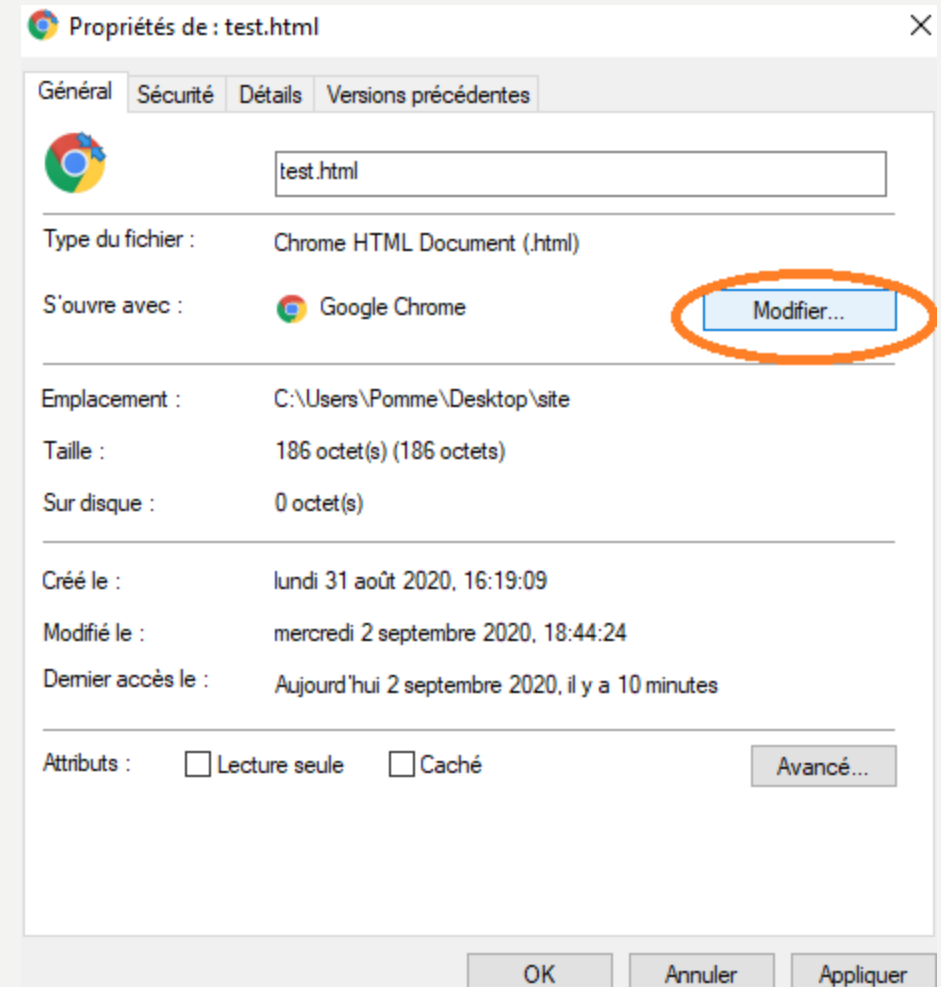 Propriétés de : test.html
Général Sécurité Détails Versions précédentes
test.html
Type du fichier : Chrome HTML Document (.html)
S'ouvre avec : Google Chrome Modifier...
Emplacement : C:\Users\Pomme\Desktop\site
Taille : 186 octet(s) (186 octets)
Sur disque : 0 octet(s)
Créé le : lundi 31 août 2020, 16:19:09
Modifié le : mercredi 2 septembre 2020, 18:44:24
Dernier accès le : Aujourd'hui 2 septembre 2020, il y a 10 minutes
Attributs : Lecture seule Caché Avancé...
OK Annuler Appliquer